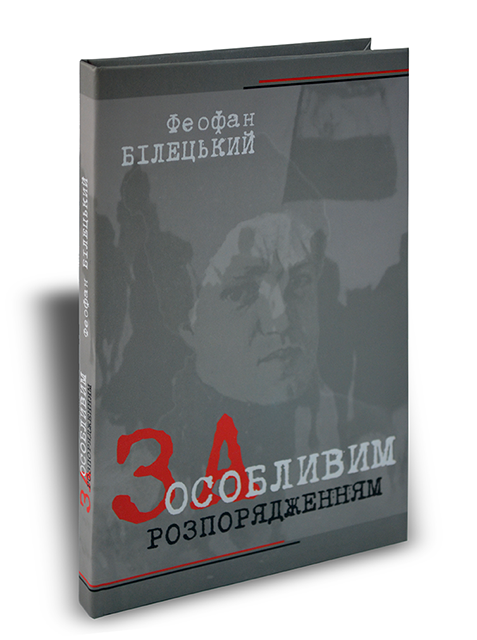 Феофан
БІЛЕЦЬКИЙ
ЗА
ОСОБЛИВИМ
РОЗПОРЯДЖЕННЯМ
Феофан БІЛЕЦЬКИЙ
ЗА ОСОБЛИВИМ
РОЗПОРЯДЖЕННЯМ